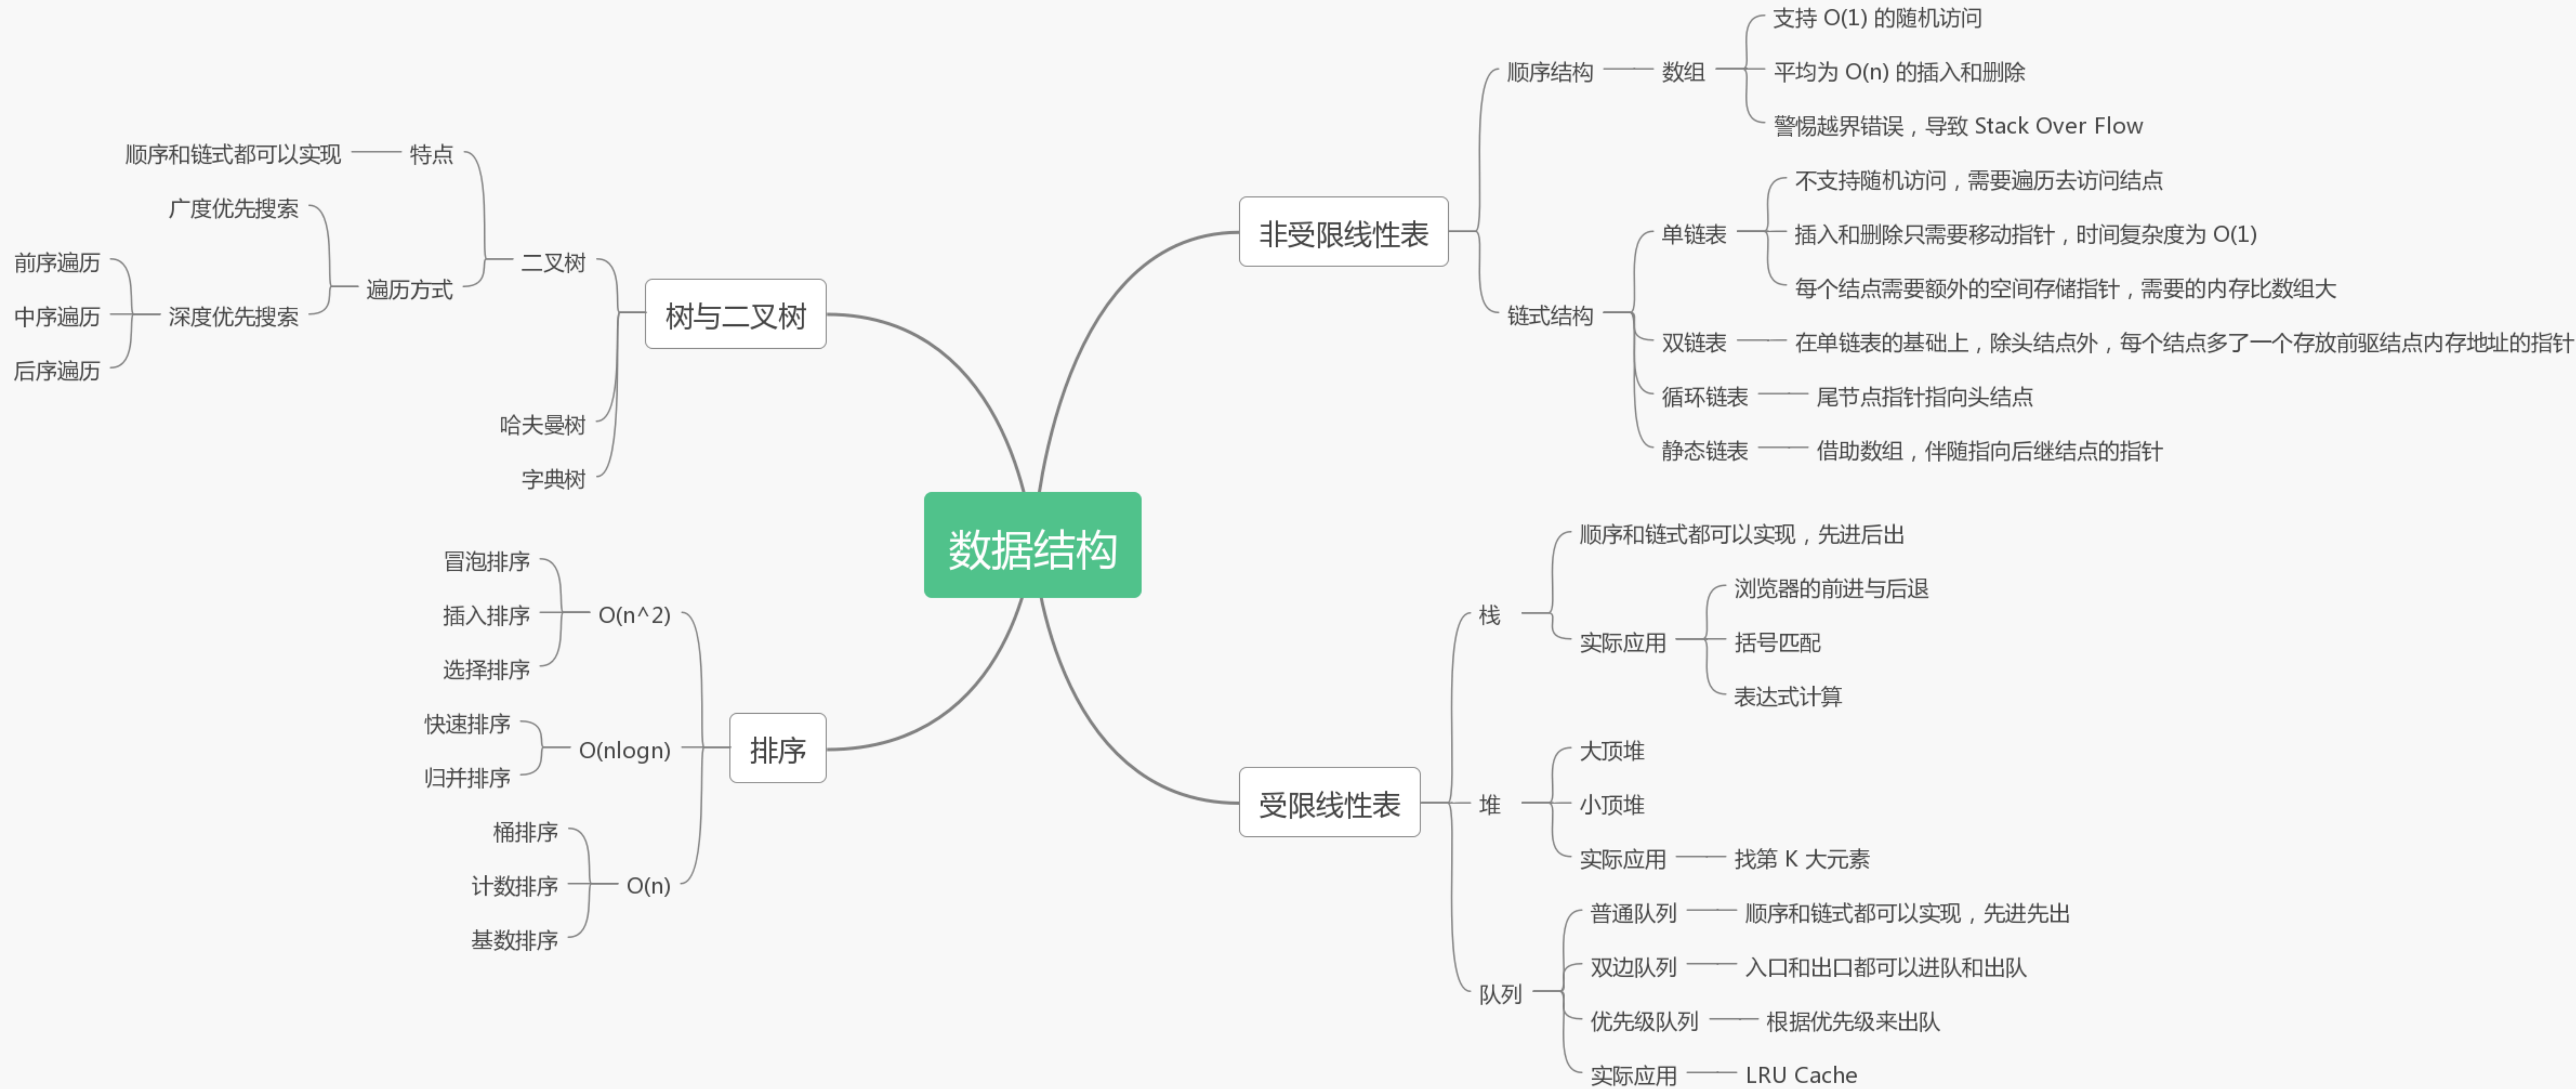 数据结构
非受限线性表
顺序结构
数组
支持 O(1) 的随机访问
平均为 O(n) 的插入和删除
警惕越界错误，导致 Stack Over Flow
链式结构
单链表
不支持随机访问，需要遍历去访问结点
插入和删除只需要移动指针，时间复杂度为 O(1)
每个结点需要额外的空间存储指针，需要的内存比数组大
双链表
在单链表的基础上，除头结点外，每个结点多了一个存放前驱结点内存地址的指针
循环链表
尾节点指针指向头结点
静态链表
借助数组，伴随指向后继结点的指针
受限线性表
栈
顺序和链式都可以实现，先进后出
实际应用
浏览器的前进与后退
括号匹配
表达式计算
堆
大顶堆
小顶堆
实际应用
找第 K 大元素
队列
普通队列
顺序和链式都可以实现，先进先出
双边队列
入口和出口都可以进队和出队
优先级队列
根据优先级来出队
实际应用
LRU Cache
树与二叉树
二叉树
特点
顺序和链式都可以实现
遍历方式
广度优先搜索
深度优先搜索
前序遍历
中序遍历
后序遍历
哈夫曼树
字典树
排序
O(n^2)
冒泡排序
插入排序
选择排序
O(nlogn)
快速排序
归并排序
O(n)
桶排序
计数排序
基数排序